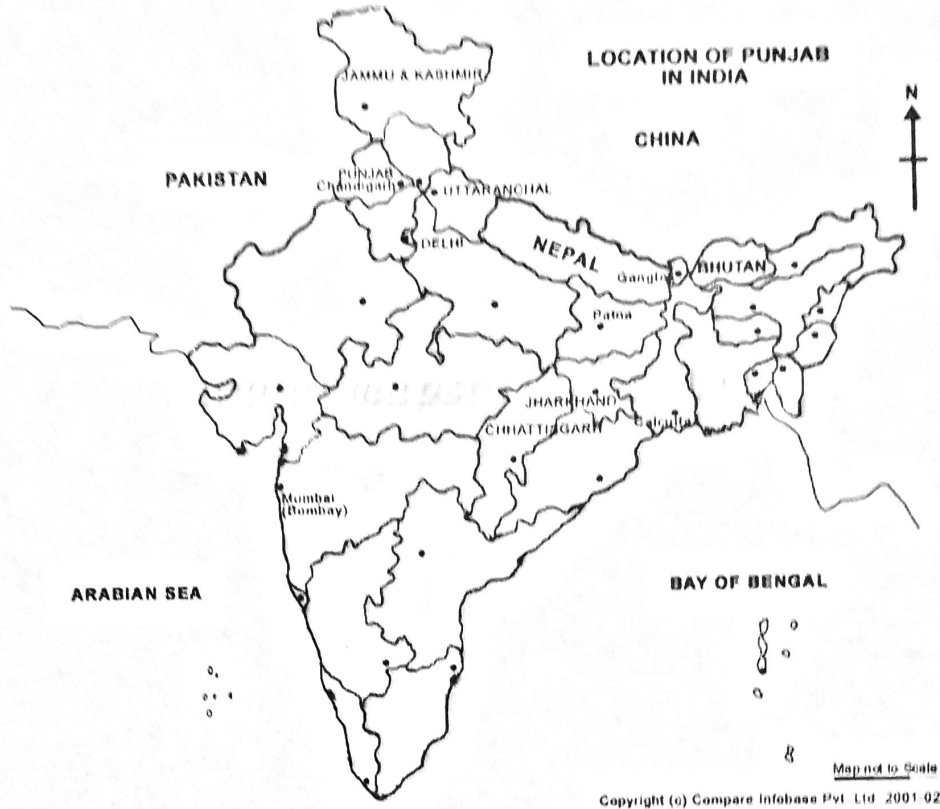 LOCATION OF PUNJAB
IN INDIA
N
JAMMU & KASHMIR
CHINA
PAKISTAN
PUNJAB
Chandigarh
UTTARANCHAL
DELHI
NEPAL
BHUTAN
Patna
JHARKHAND
CHHATTISGARH
Calcutta
Mumbai
(Bombay)
ARABIAN SEA
BAY OF BENGAL
Map not to Scale
Copyright (c) Compare Infobase Pvt. Ltd. 2001-02